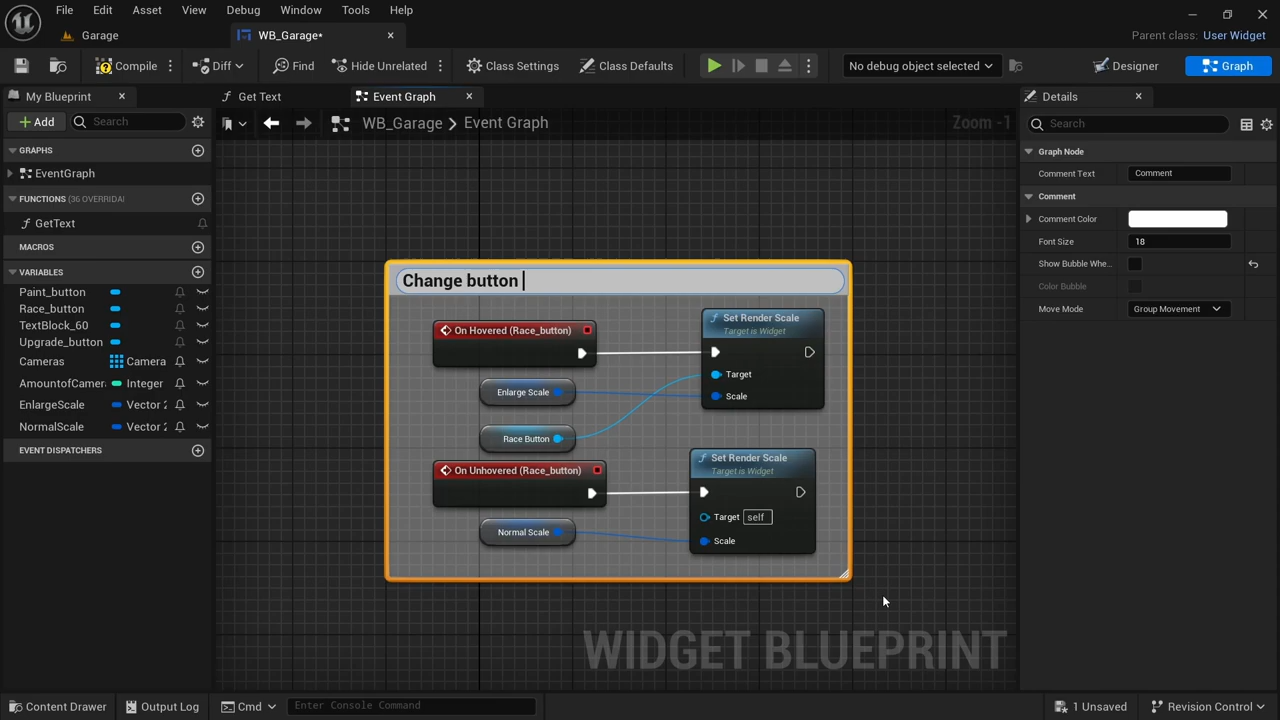 File Edit Asset View Debug Window Tools Help
Garage WB_Garage*
Parent class: User Widget
Compile Diff Find Hide Unrelated Class Settings Class Defaults No debug object selected Designer Graph
My Blueprint Get Text Event Graph Details
Add Search
WB_Garage Event Graph Zoom -1
Search
GRAPHS
EventGraph
FUNCTIONS (36 OVERRIDA
GetText
MACROS
VARIABLES
Paint_button
Race_button
TextBlock_60
Upgrade_button
Cameras Camera
AmountofCamer Integer
EnlargeScale Vector 2
NormalScale Vector 2
EVENT DISPATCHERS
Change button
On Hovered (Race_button)
Set Render Scale
Target is Widget
Target
Scale
Enlarge Scale
Race Button
On Unhovered (Race_button)
Set Render Scale
Target is Widget
Target self
Scale
Normal Scale
WIDGET BLUEPRINT
Graph Node
Comment Text Comment
Comment
Comment Color
Font Size 18
Show Bubble Whe...
Color Bubble
Move Mode Group Movement
Content Drawer Output Log Cmd Enter Console Command 1 Unsaved Revision Control